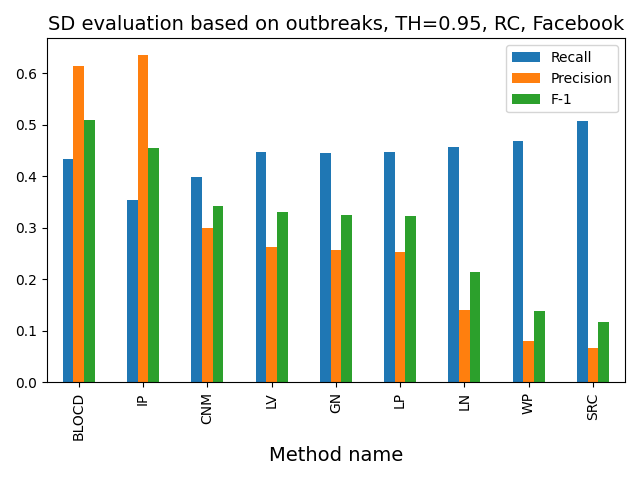 SD evaluation based on outbreaks, TH=0.95, RC, Facebook
Recall
Precision
F-1
0.6
0.5
0.4
0.3
0.2
0.1
0.0
BLOCD
IP
CNM
LV
GN
LP
LN
WP
SRC
Method name